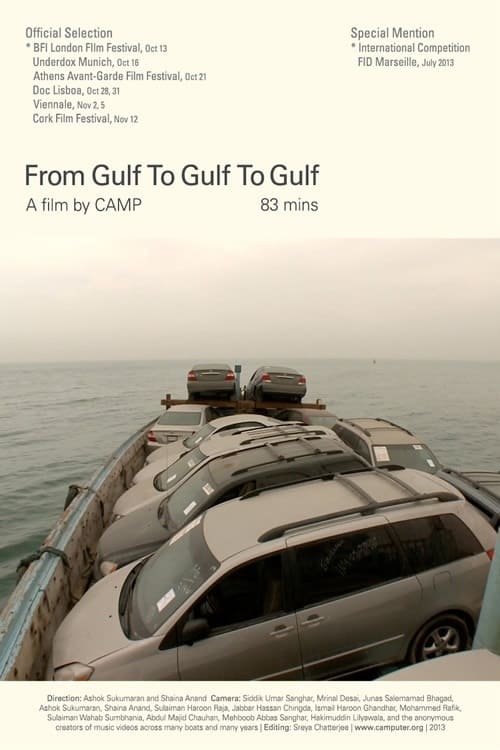 Official Selection
* BFI London FIlm Festival, Oct 13
Underdox Munich, Oct 16
Athens Avant-Garde Film Festival, Oct 21
Doc Lisboa, Oct 28, 31
Viennale, Nov 2, 5
Cork Film Festival, Nov 12
Special Mention
* International Competition
FID Marseille, July 2013
From Gulf To Gulf To Gulf
A film by CAMP 83 mins
Direction: Ashok Sukumaran and Shaina Anand Camera: Siddik Umar Sanghar, Mrinal Desai, Junas Salemamad Bhagad,
Ashok Sukumaran, Shaina Anand, Sulaiman Haroon Raja, Jabbar Hassan Chingda, Ismail Haroon Ghandhar, Mohammed Rafik,
Sulaiman Wahab Sumbhania, Abdul Majid Chauhan, Mehboob Abbas Sanghar, Hakimuddin Lilyawala, and the anonymous
creators of music videos across many boats and many years | Editing: Sreya Chatterjee | www.camputer.org | 2013